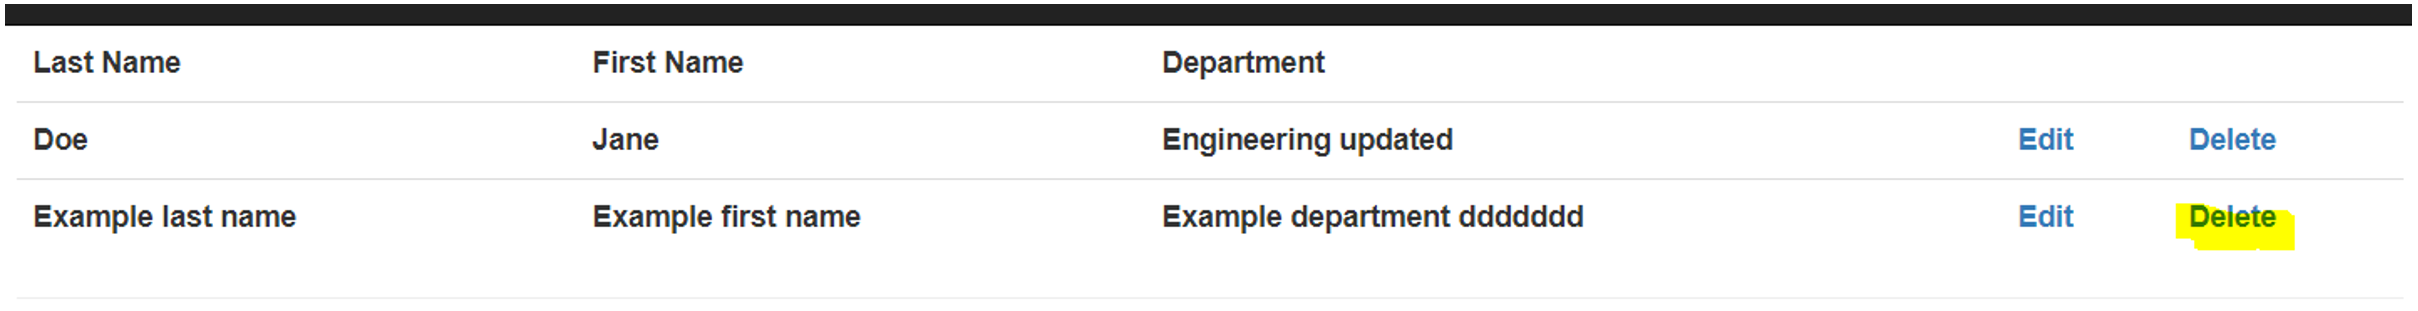 Last Name First Name Department
Doe Jane Engineering updated Edit Delete
Example last name Example first name Example department ddddddd Edit Delete